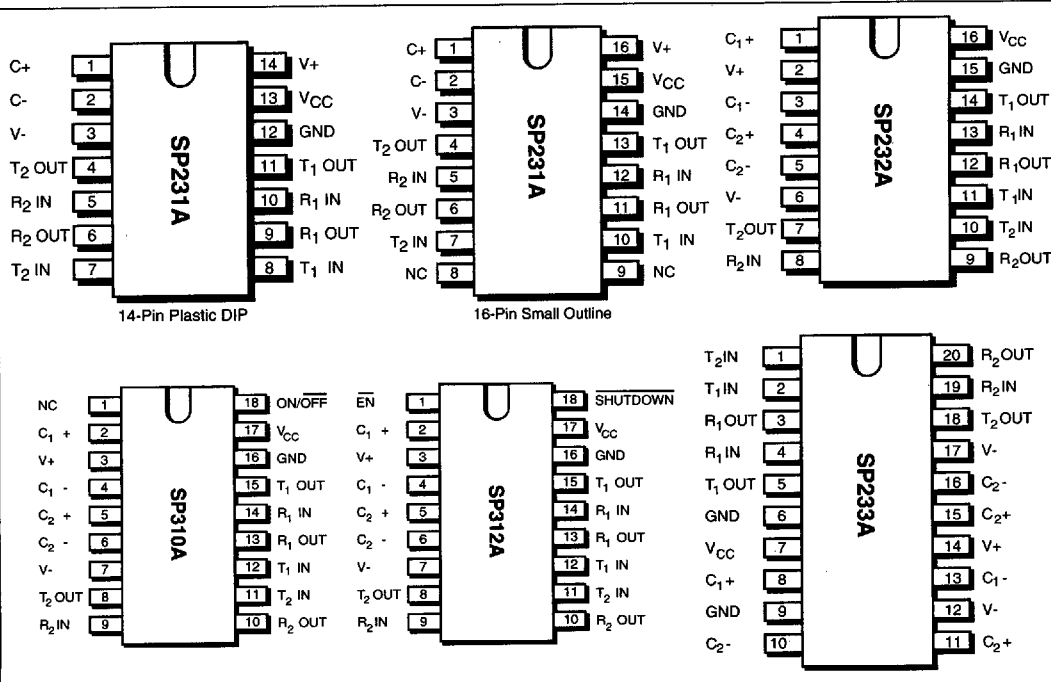 C+ 1 14 V+
C- 2 13 VCC
V- 3 12 GND
T2 OUT 4 11 T1 OUT
R2 IN 5 10 R1 IN
R2 OUT 6 9 R1 OUT
T2 IN 7 8 T1 IN
SP231A
14-Pin Plastic DIP
C+ 1 16 V+
C- 2 15 VCC
V- 3 14 GND
T2 OUT 4 13 T1 OUT
R2 IN 5 12 R1 IN
R2 OUT 6 11 R1 OUT
T2 IN 7 10 T1 IN
NC 8 9 NC
SP231A
16-Pin Small Outline
C1+ 1 16 VCC
V+ 2 15 GND
C1- 3 14 T1OUT
C2+ 4 13 R1IN
C2- 5 12 R1OUT
V- 6 11 T1IN
T2OUT 7 10 T2IN
R2IN 8 9 R2OUT
SP232A
NC 1 18 ON/O̅F̅F̅
C1 + 2 17 VCC
V+ 3 16 GND
C1 - 4 15 T1 OUT
C2 + 5 14 R1 IN
C2 - 6 13 R1 OUT
V- 7 12 T1 IN
T2 OUT 8 11 T2 IN
R2 IN 9 10 R2 OUT
SP310A
E̅N̅ 1 18 S̅H̅U̅T̅D̅O̅W̅N̅
C1 + 2 17 VCC
V+ 3 16 GND
C1 - 4 15 T1 OUT
C2 + 5 14 R1 IN
C2 - 6 13 R1 OUT
V- 7 12 T1 IN
T2 OUT 8 11 T2 IN
R2 IN 9 10 R2 OUT
SP312A
T2IN 1 20 R2OUT
T1IN 2 19 R2IN
R1OUT 3 18 T2OUT
R1IN 4 17 V-
T1OUT 5 16 C2-
GND 6 15 C2+
VCC 7 14 V+
C1+ 8 13 C1-
GND 9 12 V-
C2- 10 11 C2+
SP233A